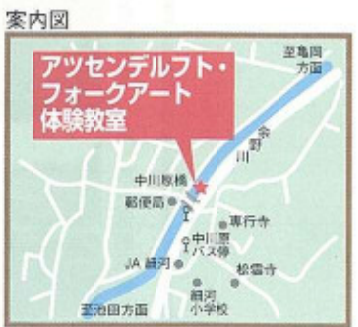 案内図
アツセンデルフト・
フォークアート
体験教室
至亀岡
方面
余野川
中川原橋
郵便局
専行寺
中川原
バス停
JA 細河
松雲寺
細河
小学校
至池田方面